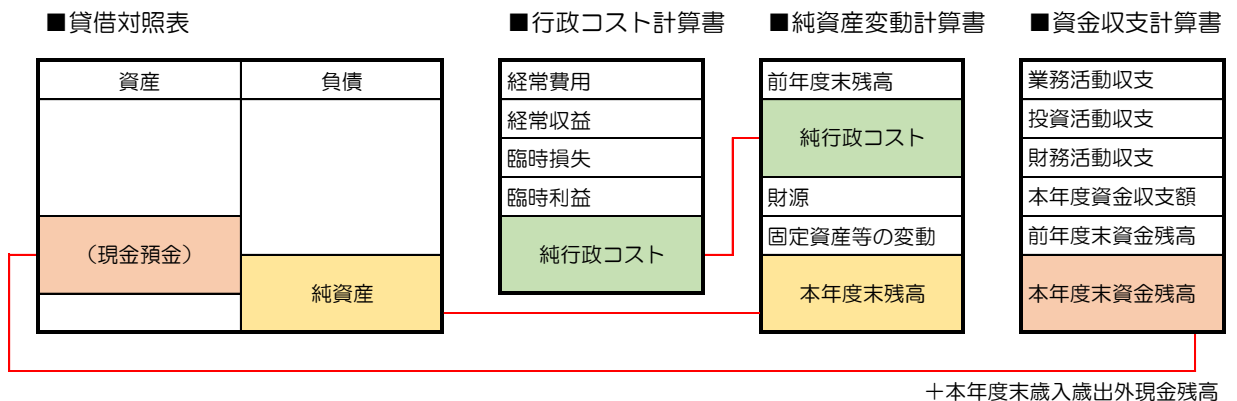 ■貸借対照表
資産
負債
（現金預金）
純資産
■行政コスト計算書
経常費用
経常収益
臨時損失
臨時利益
純行政コスト
■純資産変動計算書
前年度末残高
純行政コスト
財源
固定資産等の変動
本年度末残高
■資金収支計算書
業務活動収支
投資活動収支
財務活動収支
本年度資金収支額
前年度末資金残高
本年度末資金残高
＋本年度末歳入歳出外現金残高